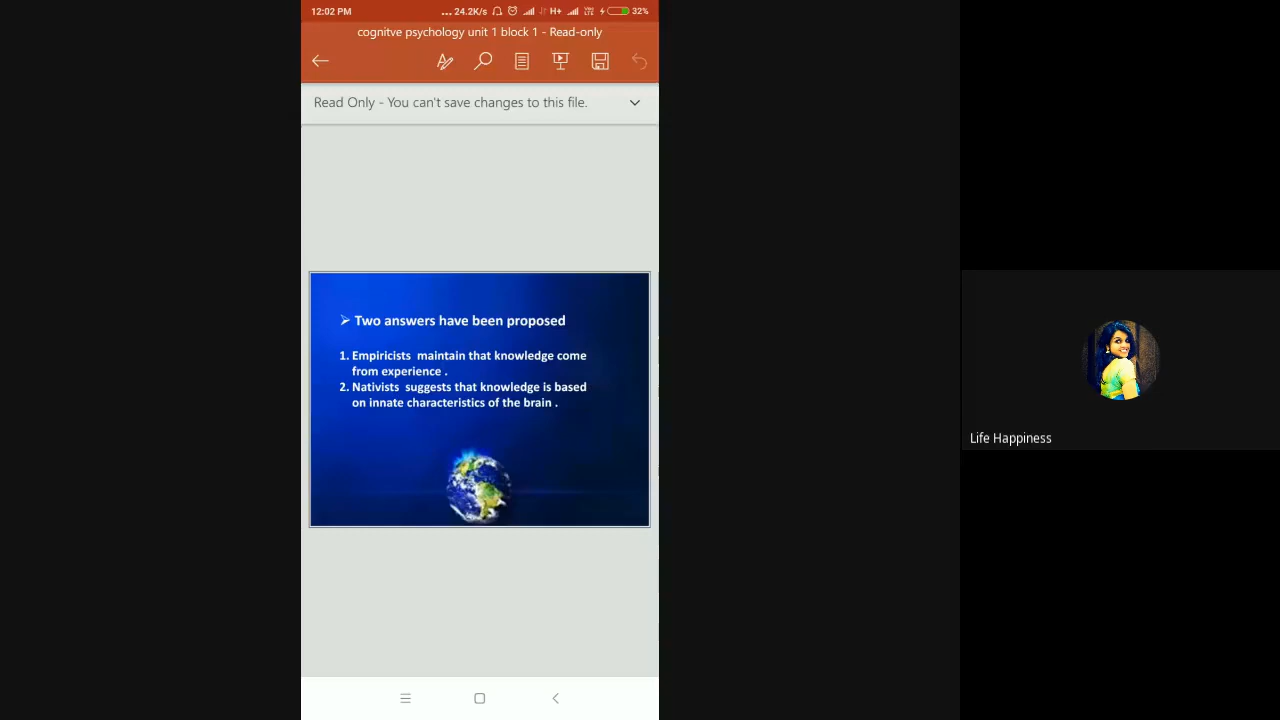 12:02 PM ... 24.2K/s H+ 32%
cognitve psychology unit 1 block 1 - Read-only
Read Only - You can't save changes to this file.
Two answers have been proposed
1. Empiricists maintain that knowledge come
from experience .
2. Nativists suggests that knowledge is based
on innate characteristics of the brain .
Life Happiness